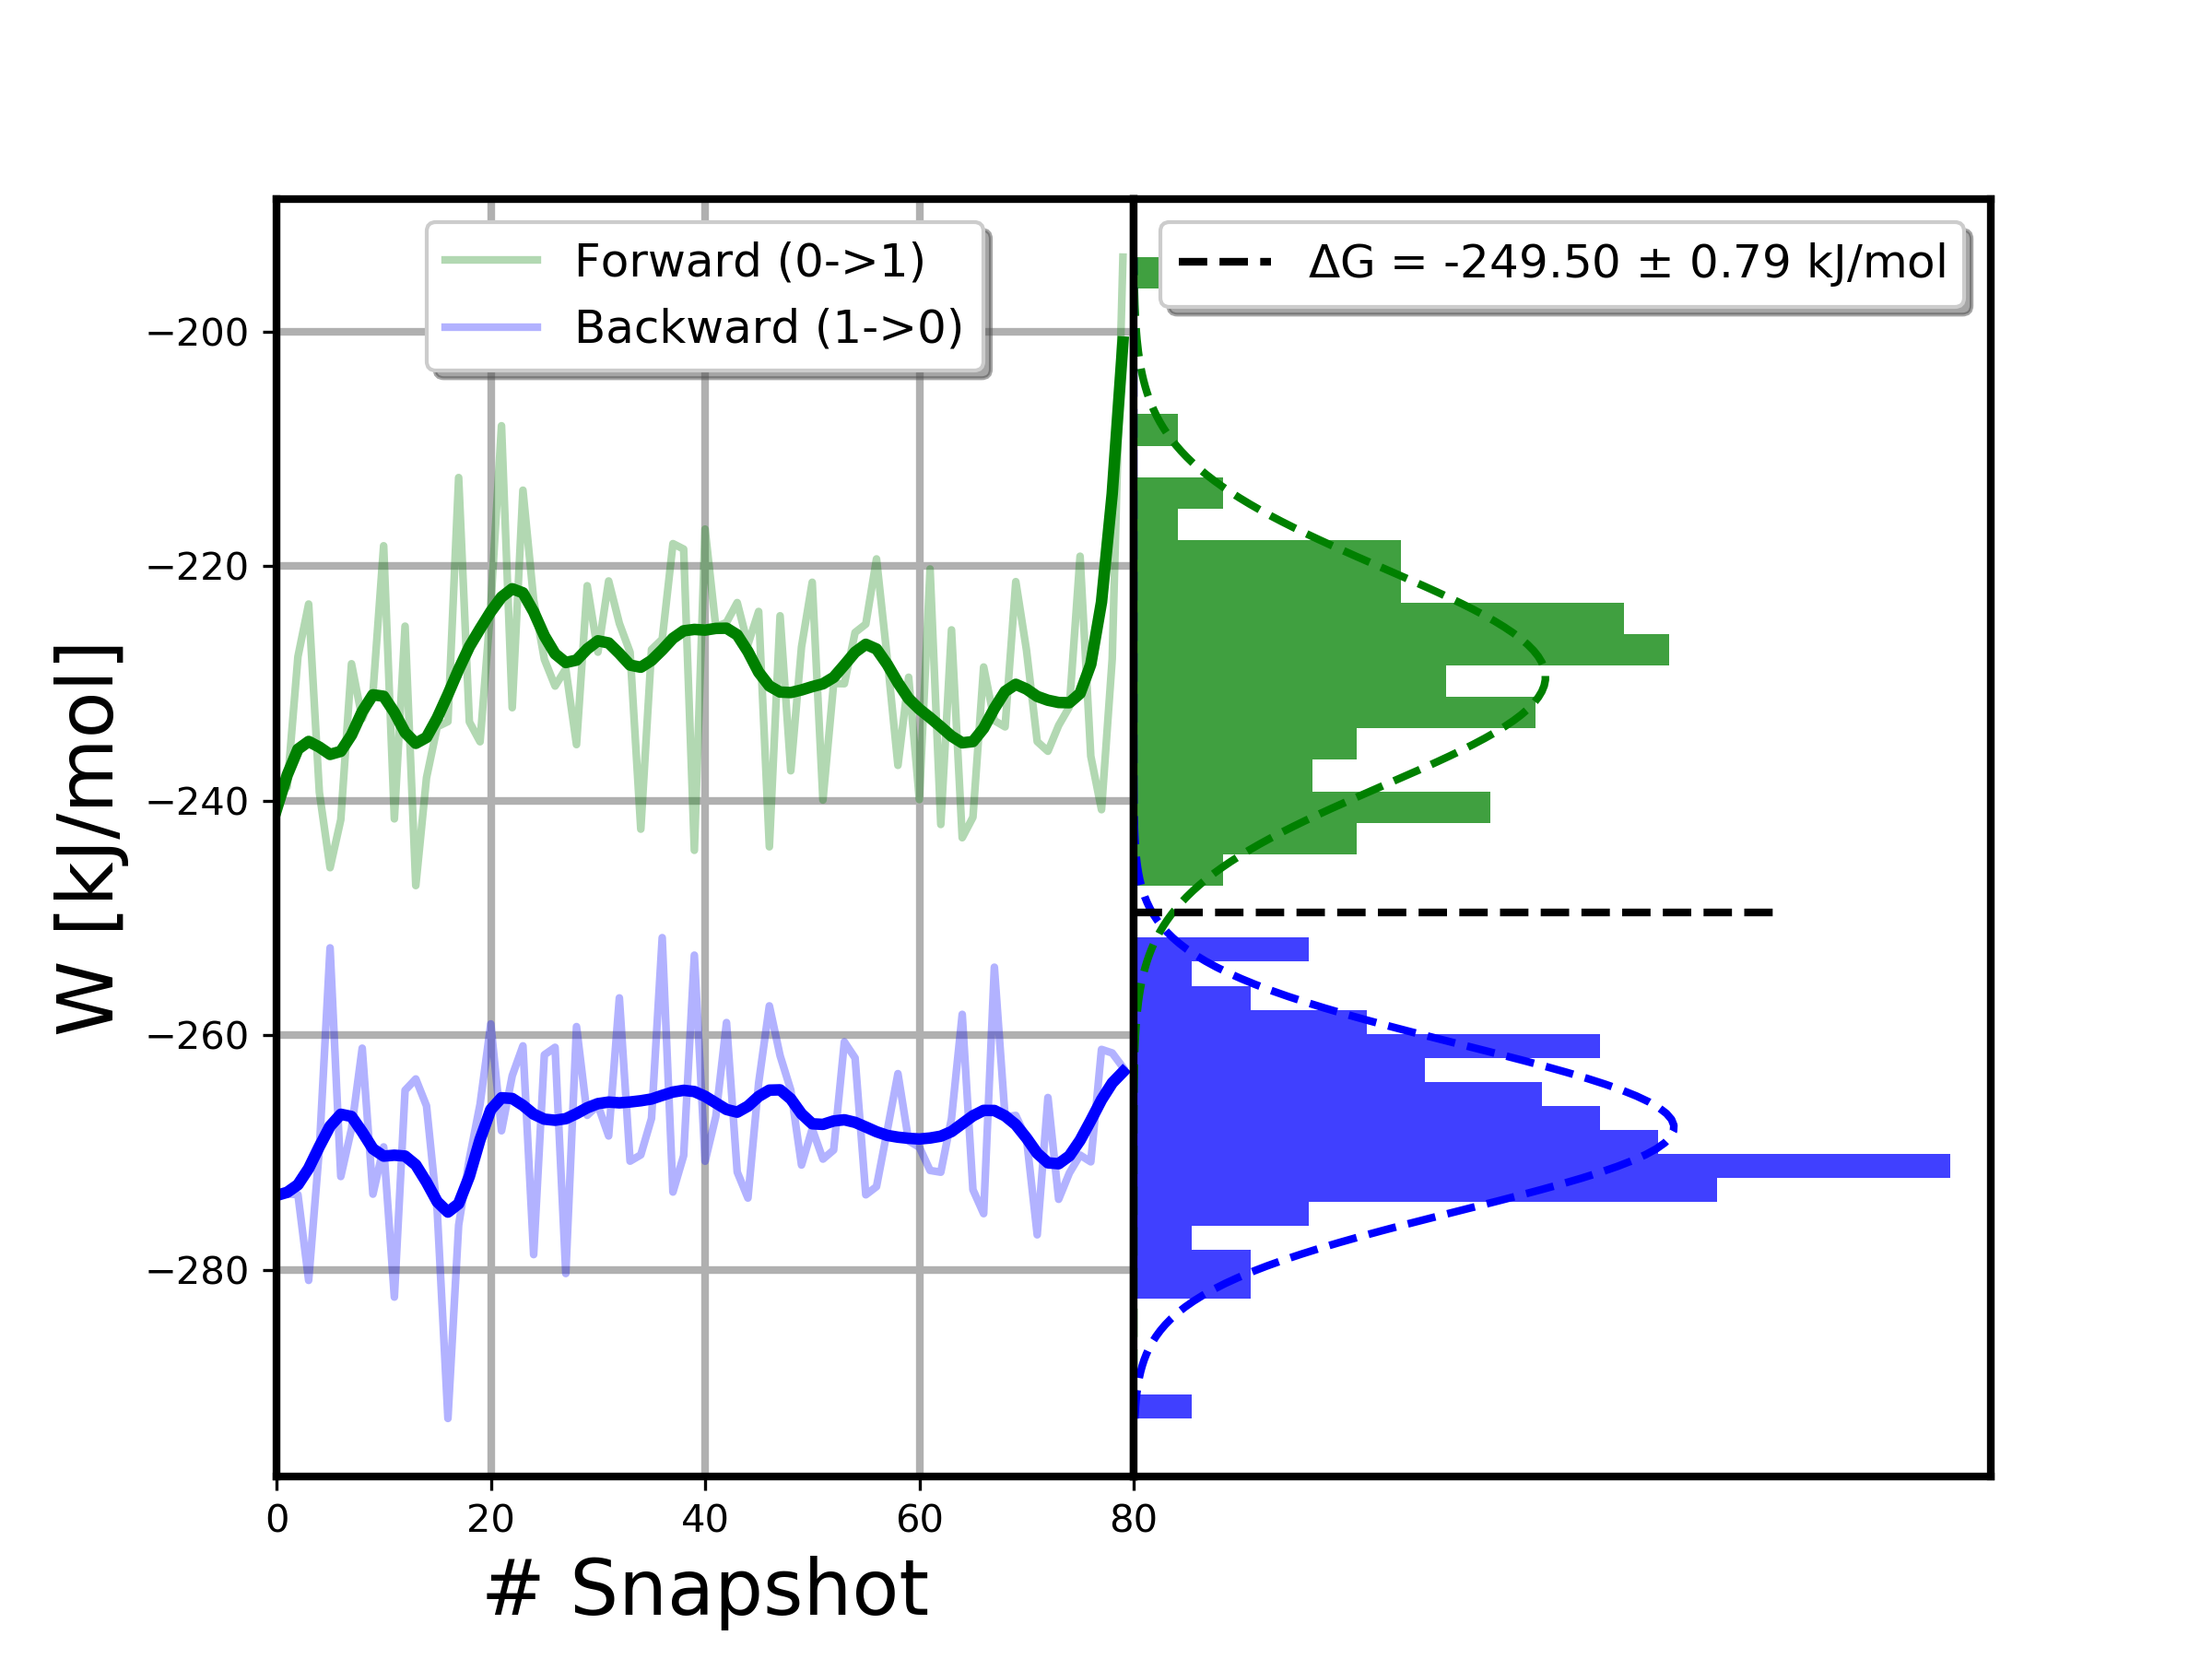 Forward (0->1)
Backward (1->0)
ΔG = -249.50 ± 0.79 kJ/mol
W [kJ/mol]
−200
−220
−240
−260
−280
0 20 40 60 80
# Snapshot